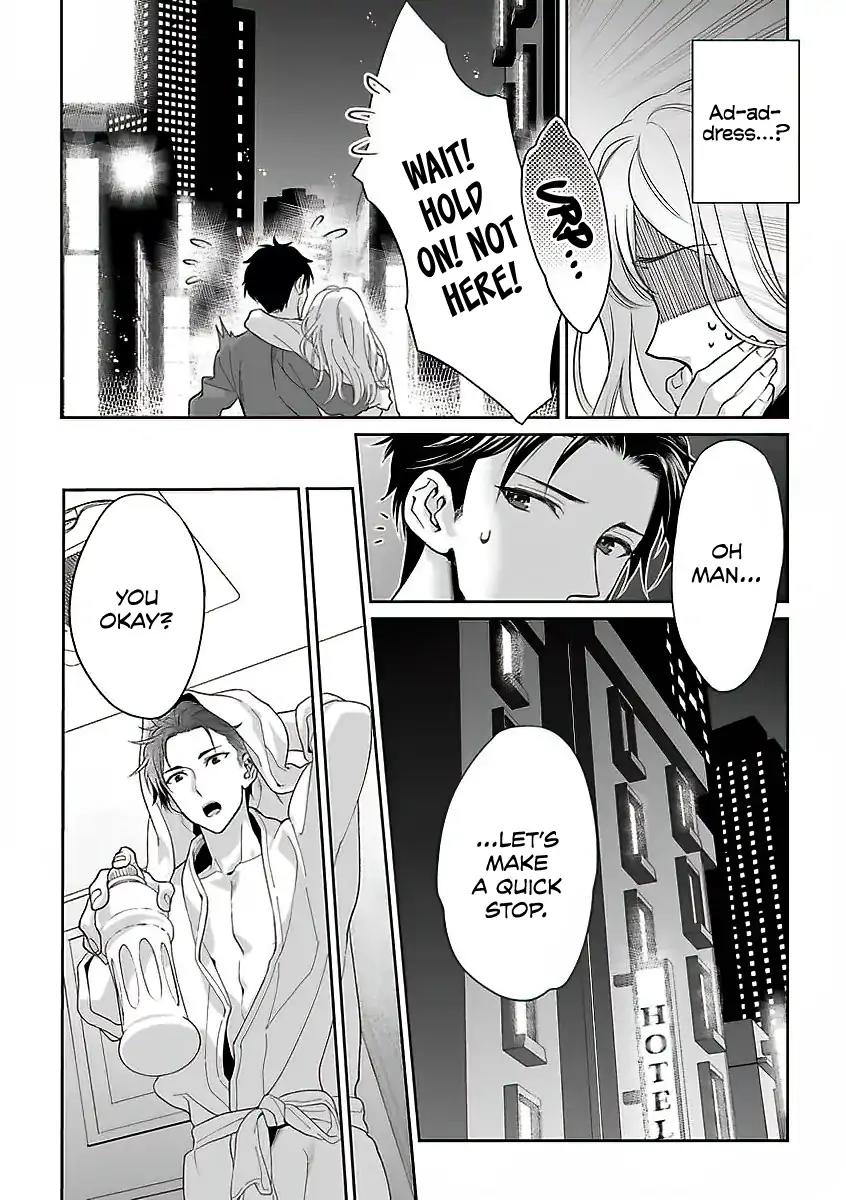 Ad-ad-
dress...?
URP...
WAIT!
HOLD
ON! NOT
HERE!
OH
MAN...
...LET'S
MAKE
A QUICK
STOP.
HOTEL
YOU
OKAY?